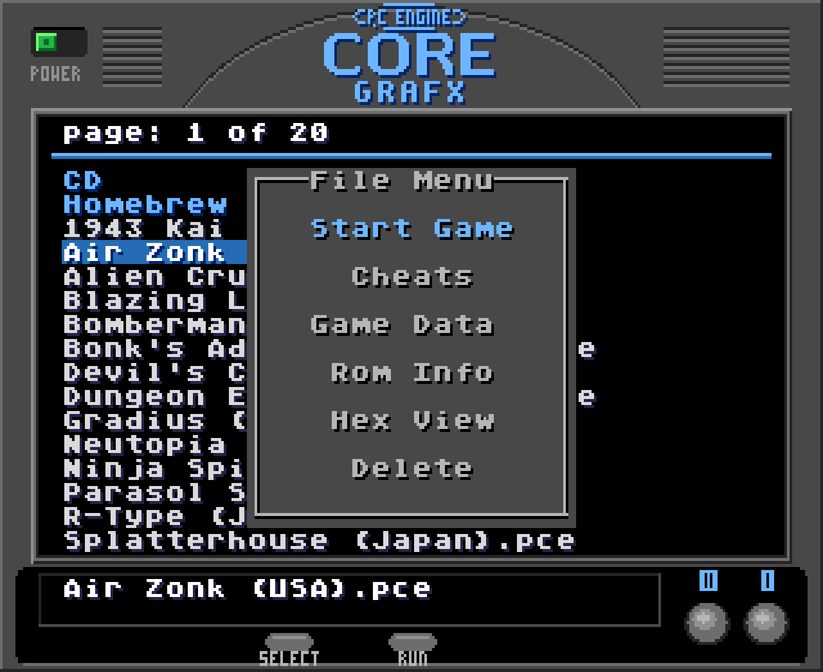 <PC ENGINE>
CORE
GRAFX
POWER
page: 1 of 20
CD
Homebrew
1943 Kai
Air Zonk
Alien Cru
Blazing L
Bomberman
Bonk's Ad e
Devil's C
Dungeon E e
Gradius (
Neutopia
Ninja Spi
Parasol S
R-Type (J
Splatterhouse (Japan).pce
File Menu
Start Game
Cheats
Game Data
Rom Info
Hex View
Delete
Air Zonk (USA).pce
II I
SELECT RUN